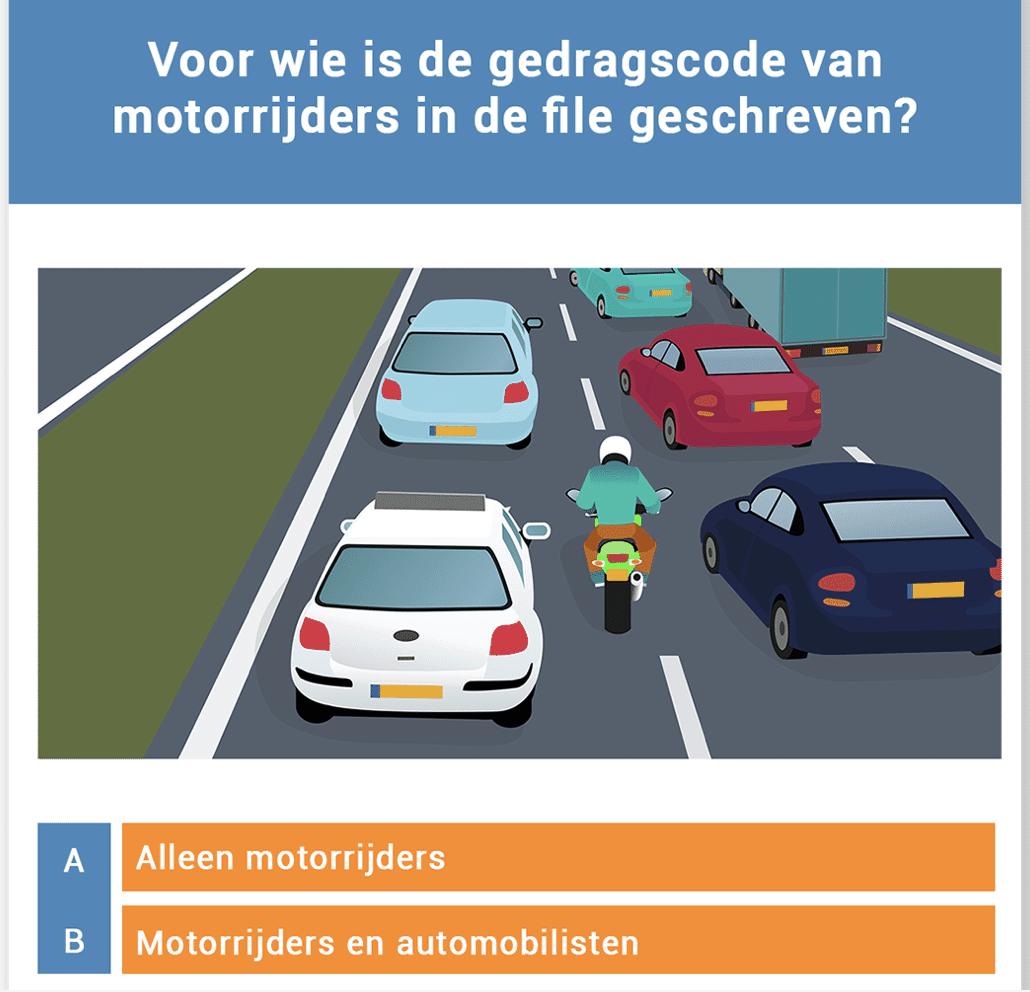 Voor wie is de gedragscode van
motorrijders in de file geschreven?
A Alleen motorrijders
B Motorrijders en automobilisten